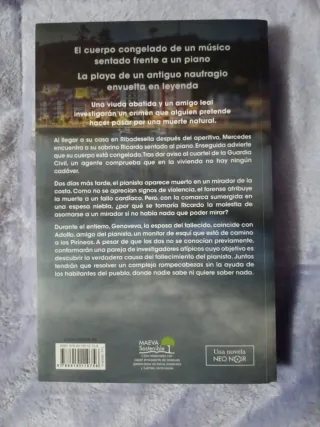 El cuerpo congelado de un músico
sentado frente a un piano
La playa de un antiguo naufragio
envuelta en leyenda
Una viuda abatida y un amigo leal
investigarán un crimen que alguien pretende
hacer pasar por una muerte natural.
Al llegar a su casa en Ribadesella después del aperitivo, Mercedes
encuentra a su sobrino Ricardo sentado al piano. Enseguida advierte
que su cuerpo está congelado. Tras dar aviso al cuartel de la Guardia
Civil, un agente comprueba que en la vivienda no hay ningún
cadáver.
Dos días más tarde, el pianista aparece muerto en un mirador de la
costa. Como no se aprecian signos de violencia, el forense atribuye
la muerte a un fallo cardíaco. Pero, con la comarca sumergida en
una espesa niebla, ¿por qué se tomaría Ricardo la molestia de
asomarse a un mirador si no había nada que poder mirar?
Durante el entierro, Genoveva, la esposa del fallecido, coincide con
Adolfo, amigo del pianista, un monitor de esquí que está de camino
a los Pirineos. A pesar de que los dos no se conocían previamente,
conformarán una pareja de investigadores atípicos cuyo objetivo es
descubrir la verdadera causa del fallecimiento del pianista. Juntos
tendrán que resolver un complejo rompecabezas sin la ayuda de
los habitantes del pueblo, donde nadie sabe ni quiere saber nada.
MAEVA
Sostenible
Una novela
NEO NOIR